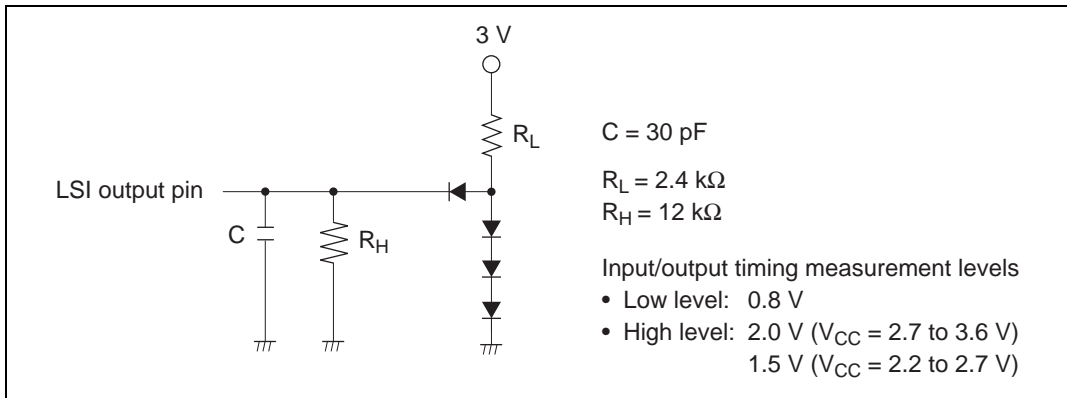 3 V
R_L
LSI output pin
C
R_H
C = 30 pF
R_L = 2.4 kΩ
R_H = 12 kΩ
Input/output timing measurement levels
• Low level: 0.8 V
• High level: 2.0 V (V_CC = 2.7 to 3.6 V)
1.5 V (V_CC = 2.2 to 2.7 V)